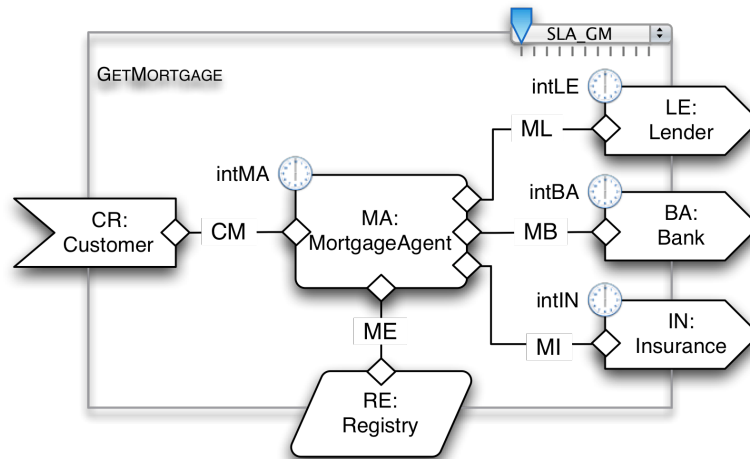 SLA_GM
GETMORTGAGE
intLE
LE:
Lender
ML
intMA
intBA
CR:
Customer
CM
MA:
MortgageAgent
MB
BA:
Bank
intIN
ME
MI
IN:
Insurance
RE:
Registry